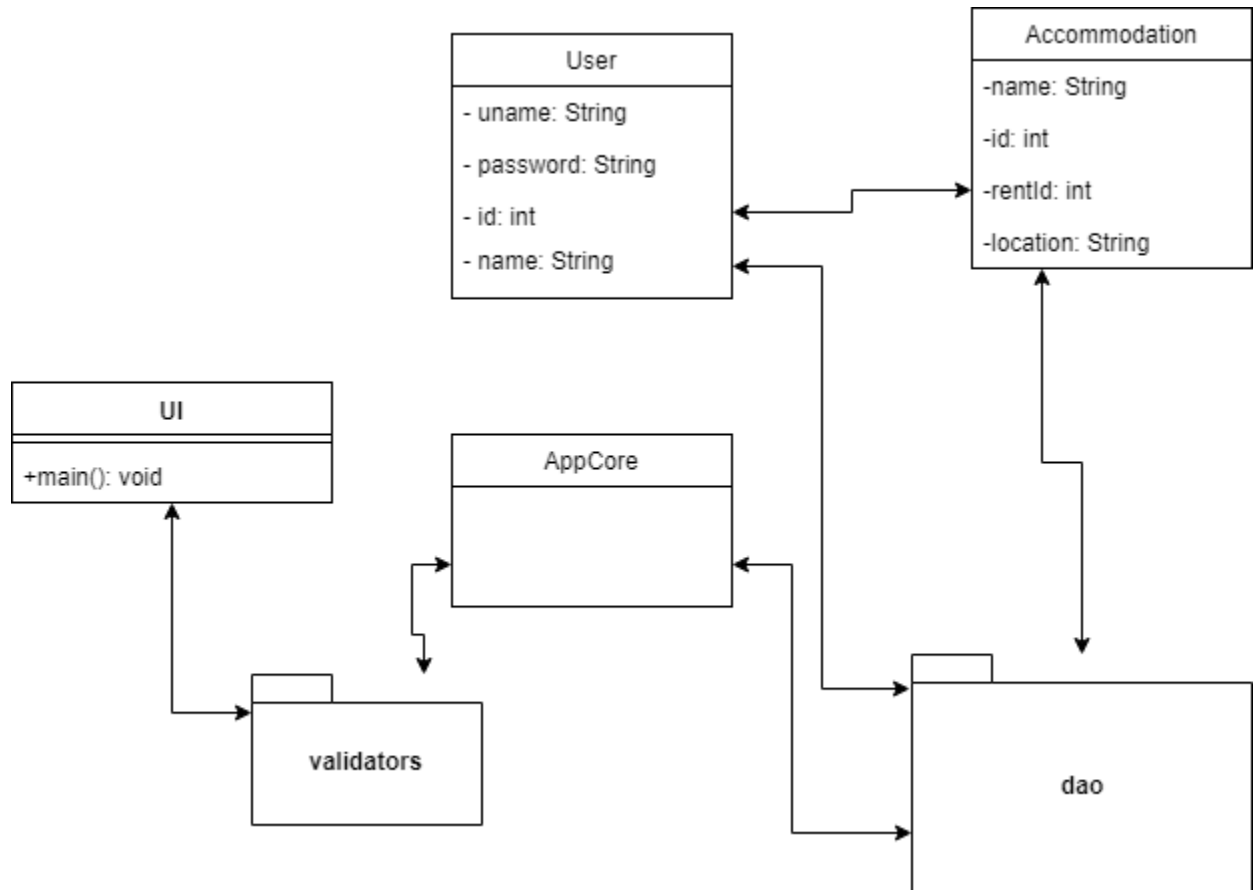 User
- uname: String
- password: String
- id: int
- name: String
Accommodation
-name: String
-id: int
-rentId: int
-location: String
UI
+main(): void
AppCore
validators
dao